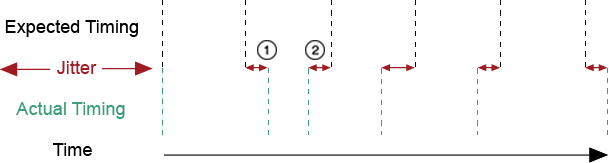 Expected Timing
① ②
Jitter
Actual Timing
Time